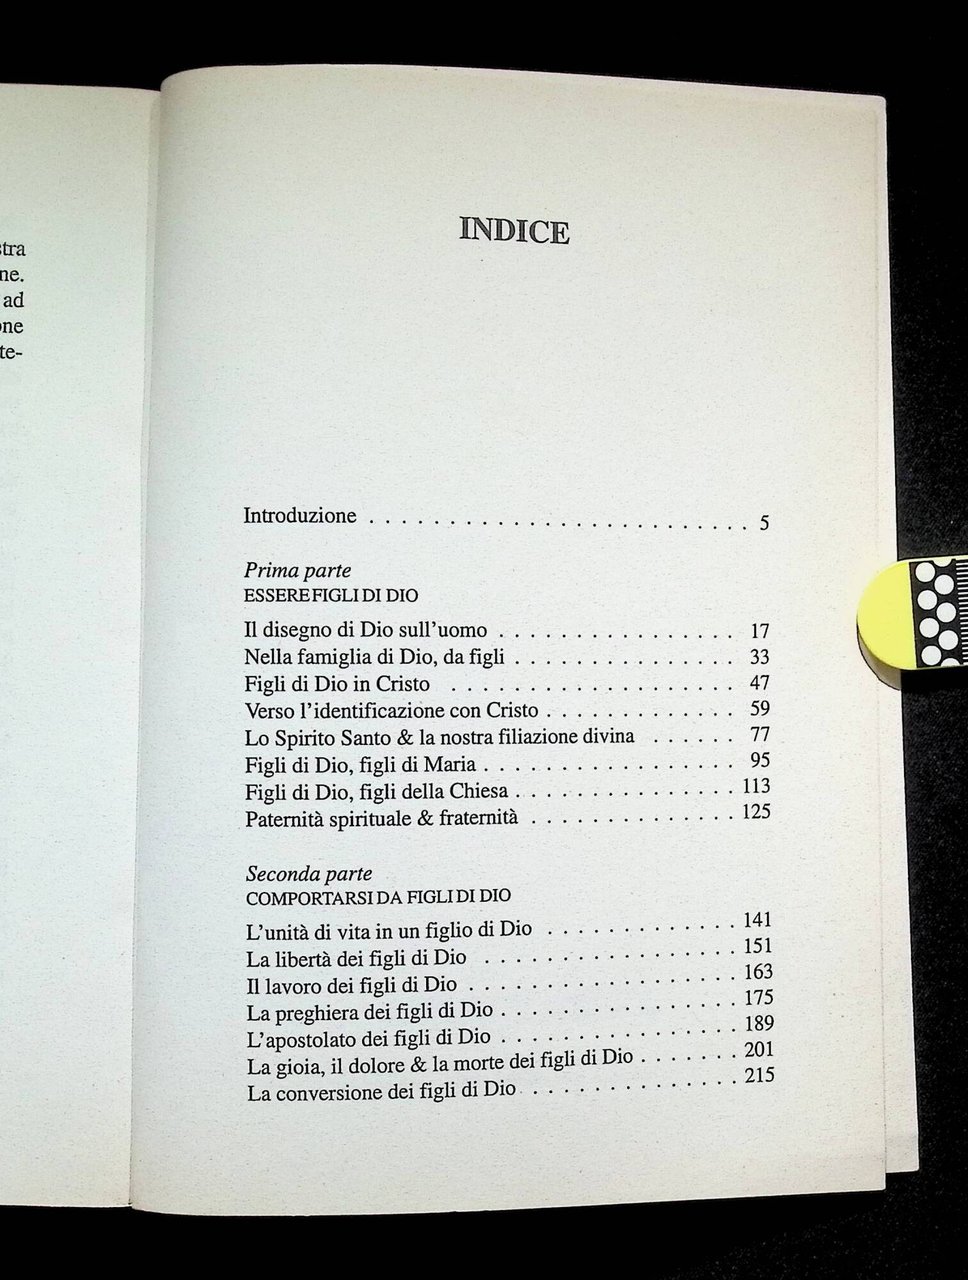 stra
ne.
ad
one
te-
INDICE
Introduzione . . . . . . . . . . . . . . . . . . . . . . . . . . . . . 5
Prima parte
ESSERE FIGLI DI DIO
Il disegno di Dio sull'uomo . . . . . . . . . . . . . . . . . . 17
Nella famiglia di Dio, da figli . . . . . . . . . . . . . . . . . 33
Figli di Dio in Cristo . . . . . . . . . . . . . . . . . . . . . . 47
Verso l'identificazione con Cristo . . . . . . . . . . . . . . . 59
Lo Spirito Santo & la nostra filiazione divina . . . . . . 77
Figli di Dio, figli di Maria . . . . . . . . . . . . . . . . . . . 95
Figli di Dio, figli della Chiesa . . . . . . . . . . . . . . . . . 113
Paternità spirituale & fraternità . . . . . . . . . . . . . . . 125
Seconda parte
COMPORTARSI DA FIGLI DI DIO
L'unità di vita in un figlio di Dio . . . . . . . . . . . . . . 141
La libertà dei figli di Dio . . . . . . . . . . . . . . . . . . . 151
Il lavoro dei figli di Dio . . . . . . . . . . . . . . . . . . . . 163
La preghiera dei figli di Dio . . . . . . . . . . . . . . . . . . 175
L'apostolato dei figli di Dio . . . . . . . . . . . . . . . . . . 189
La gioia, il dolore & la morte dei figli di Dio . . . . . . . 201
La conversione dei figli di Dio . . . . . . . . . . . . . . . . 215